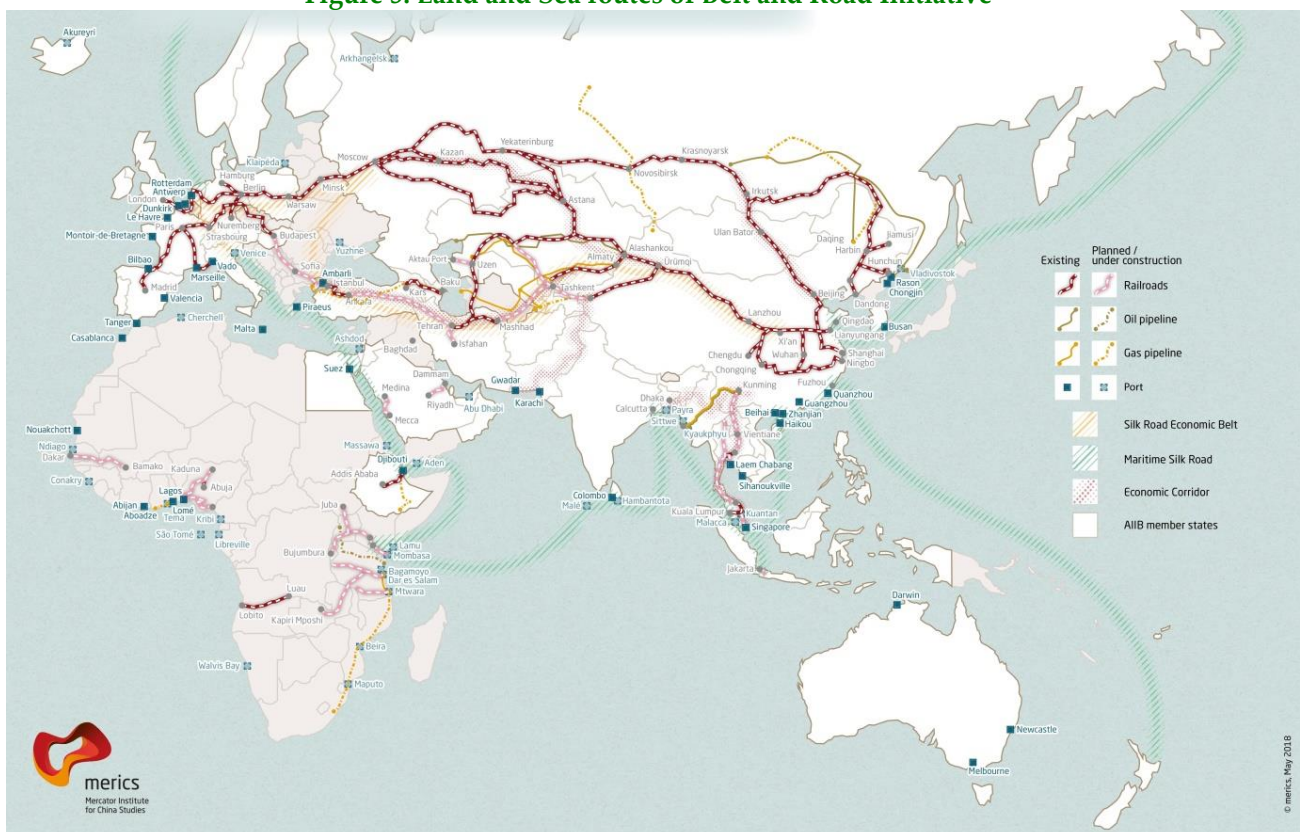 Figure 3: Land and Sea routes of Belt and Road Initiative
Akureyri
Arkhangelsk
Klaipėda
Hamburg
Rotterdam
Antwerp
London
Dunkirk
Le Havre
Paris
Montoir-de-Bretagne
Bilbao
Madrid
Valencia
Marseille
Vado
Strasbourg
Nuremberg
Venice
Berlin
Warsaw
Minsk
Moscow
Budapest
Sofia
Yuzhne
Ambarli
Istanbul
Ankara
Piraeus
Malta
Cherchell
Tanger
Casablanca
Kazan
Yekaterinburg
Novosibirsk
Krasnoyarsk
Irkutsk
Astana
Ulan Bator
Aktau Port
Uzen
Baku
Kars
Tehran
Isfahan
Mashhad
Tashkent
Almaty
Alashankou
Ürümqi
Lanzhou
Xi'an
Wuhan
Chengdu
Chongqing
Beijing
Daqing
Harbin
Jiamusi
Hunchun
Vladivostok
Rason
Chongjin
Dandong
Qingdao
Lianyungang
Busan
Shanghai
Ningbo
Fuzhou
Quanzhou
Guangzhou
Zhanjian
Beihai
Haikou
Kunming
Dhaka
Calcutta
Payra
Sittwe
Kyaukphyu
Vientiane
Laem Chabang
Sihanoukville
Kuala Lumpur
Kuantan
Malacca
Singapore
Jakarta
Ashdod
Suez
Baghdad
Dammam
Medina
Riyadh
Mecca
Abu Dhabi
Gwadar
Karachi
Colombo
Hambantota
Malé
Massawa
Djibouti
Aden
Addis Ababa
Nouakchott
Ndiago
Dakar
Bamako
Conakry
Kaduna
Abuja
Lagos
Lomé
Abijan
Aboadze
Tema
Kribi
São Tomé
Libreville
Juba
Bujumbura
Lamu
Mombasa
Bagamoyo
Dar es Salam
Mtwara
Luau
Lobito
Kapiri Mposhi
Beira
Walvis Bay
Maputo
Darwin
Newcastle
Melbourne
Existing
Planned /
under construction
Railroads
Oil pipeline
Gas pipeline
Port
Silk Road Economic Belt
Maritime Silk Road
Economic Corridor
AIIB member states
merics
Mercator Institute
for China Studies
© merics, May 2018